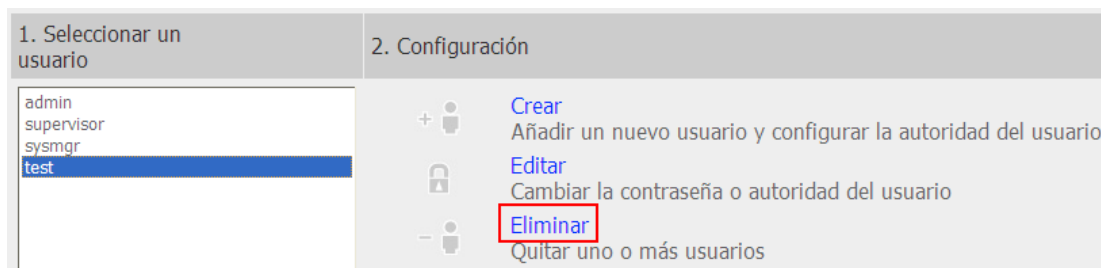 1. Seleccionar un
usuario
2. Configuración
admin
supervisor
sysmgr
test
Crear
Añadir un nuevo usuario y configurar la autoridad del usuario
Editar
Cambiar la contraseña o autoridad del usuario
Eliminar
Quitar uno o más usuarios